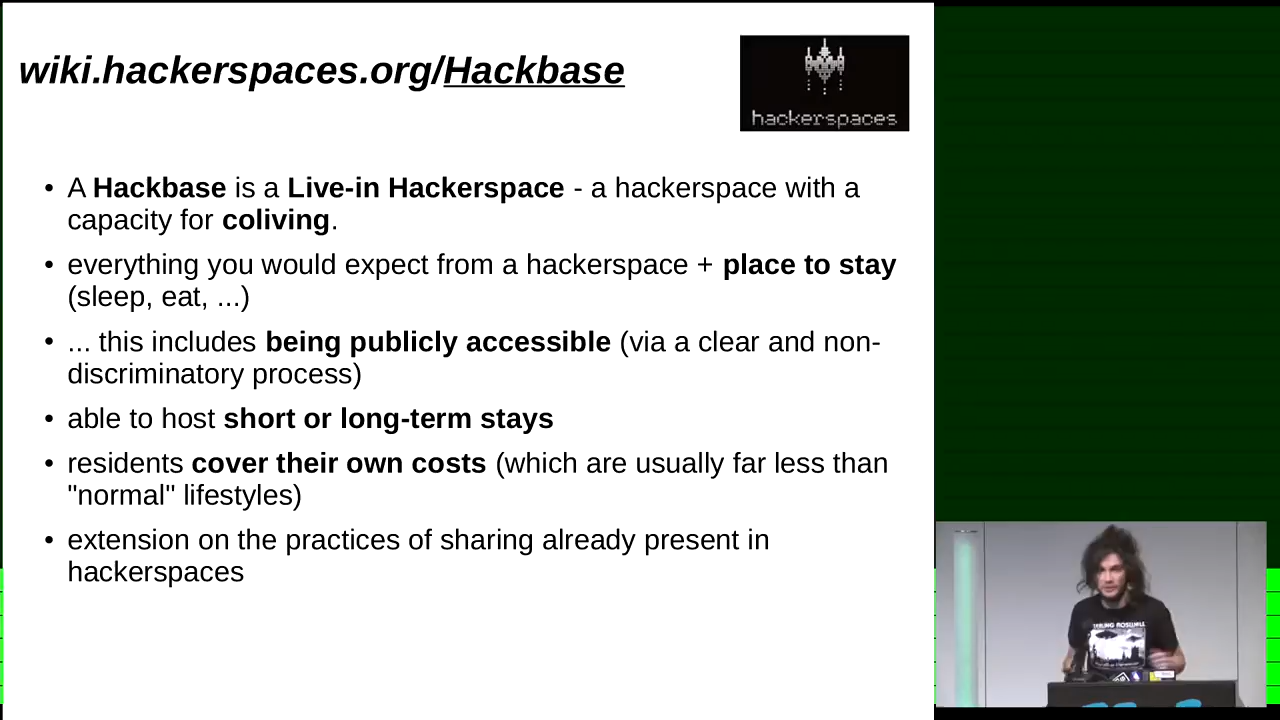 wiki.hackerspaces.org/Hackbase
hackerspaces
• A Hackbase is a Live-in Hackerspace - a hackerspace with a
capacity for coliving.
• everything you would expect from a hackerspace + place to stay
(sleep, eat, ...)
• ... this includes being publicly accessible (via a clear and non-
discriminatory process)
• able to host short or long-term stays
• residents cover their own costs (which are usually far less than
"normal" lifestyles)
• extension on the practices of sharing already present in
hackerspaces